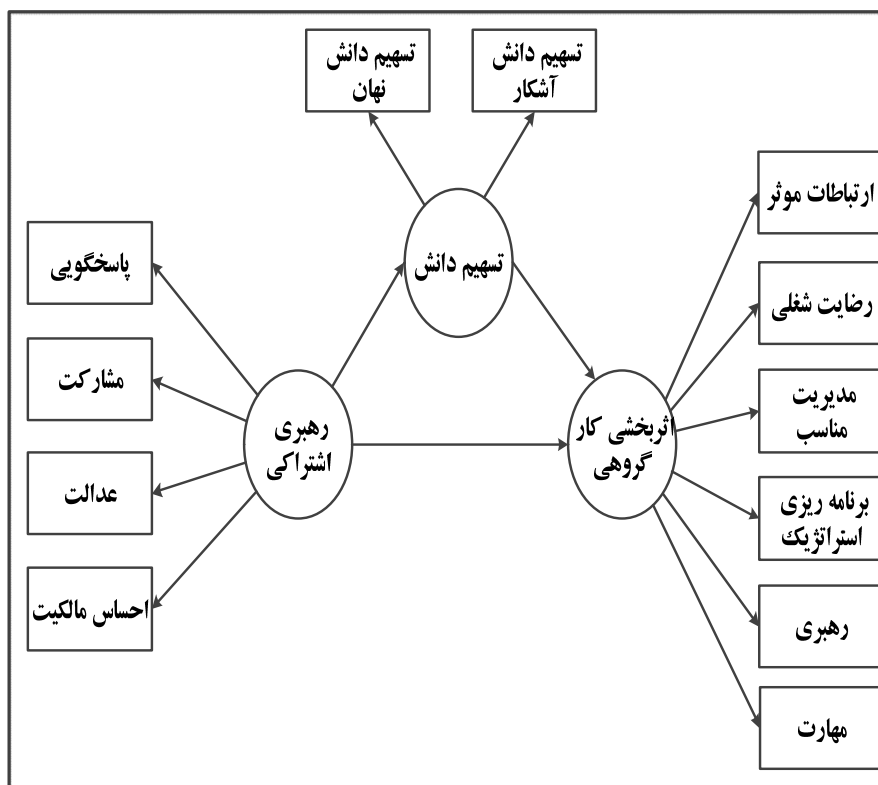 تسهیم دانش
آشکار
تسهیم دانش
نهان
ارتباطات موثر
تسهیم دانش
پاسخگویی
رضایت شغلی
مشارکت
مدیریت
مناسب
رهبری
اشتراکی
اثربخشی کار
گروهی
عدالت
برنامه ریزی
استراتژیک
احساس مالکیت
رهبری
مهارت